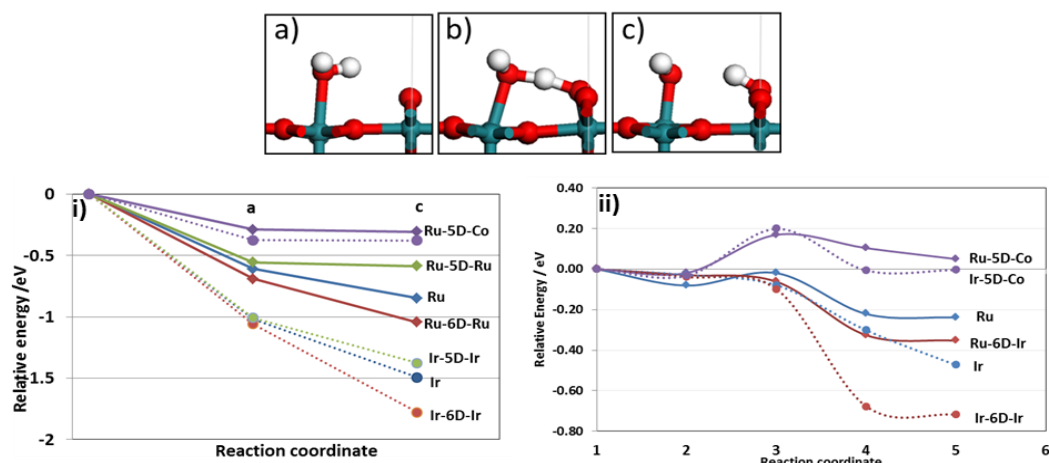 a)
b)
c)
i)
0
-0.5
-1
-1.5
-2
Relative energy /eV
a
c
Ru-5D-Co
Ru-5D-Ru
Ru
Ru-6D-Ru
Ir-5D-Ir
Ir
Ir-6D-Ir
Reaction coordinate
ii)
0.40
0.20
0.00
-0.20
-0.40
-0.60
-0.80
Relative Energy / eV
Ru-5D-Co
Ir-5D-Co
Ru
Ru-6D-Ir
Ir
Ir-6D-Ir
1 2 3 4 5 6
Reaction coordinate